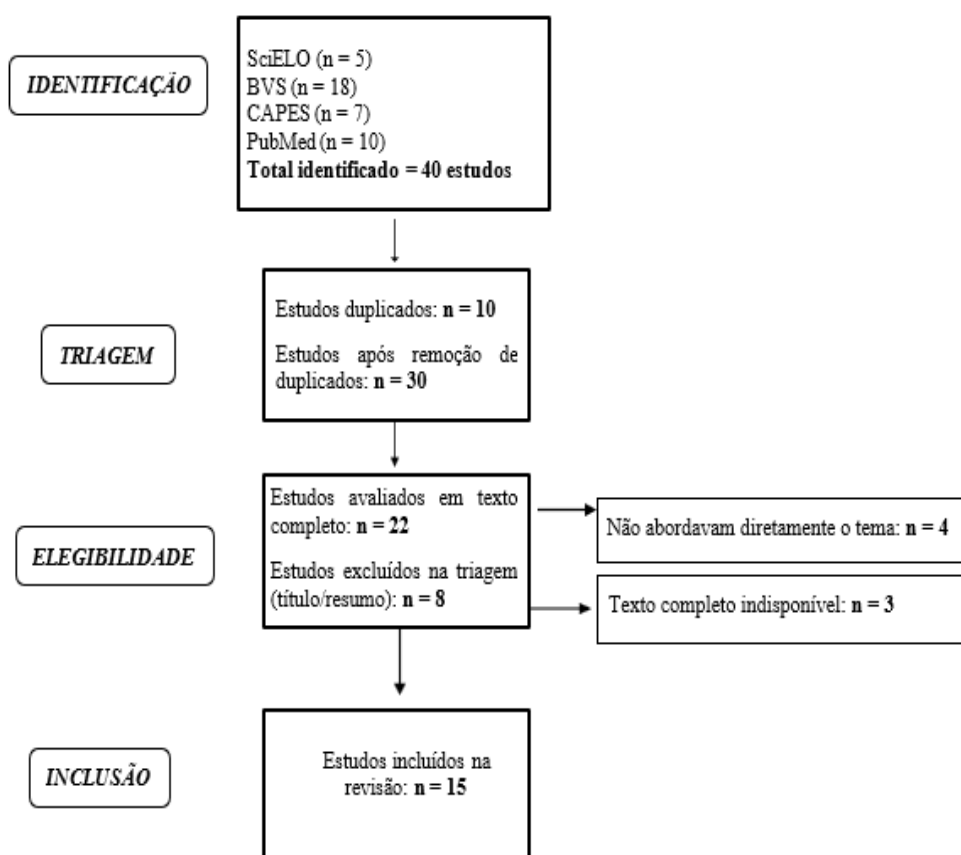 IDENTIFICAÇÃO
SciELO (n = 5)
BVS (n = 18)
CAPES (n = 7)
PubMed (n = 10)
Total identificado = 40 estudos
TRIAGEM
Estudos duplicados: n = 10
Estudos após remoção de
duplicados: n = 30
ELEGIBILIDADE
Estudos avaliados em texto
completo: n = 22
Estudos excluídos na triagem
(título/resumo): n = 8
Não abordavam diretamente o tema: n = 4
Texto completo indisponível: n = 3
INCLUSÃO
Estudos incluídos na
revisão: n = 15